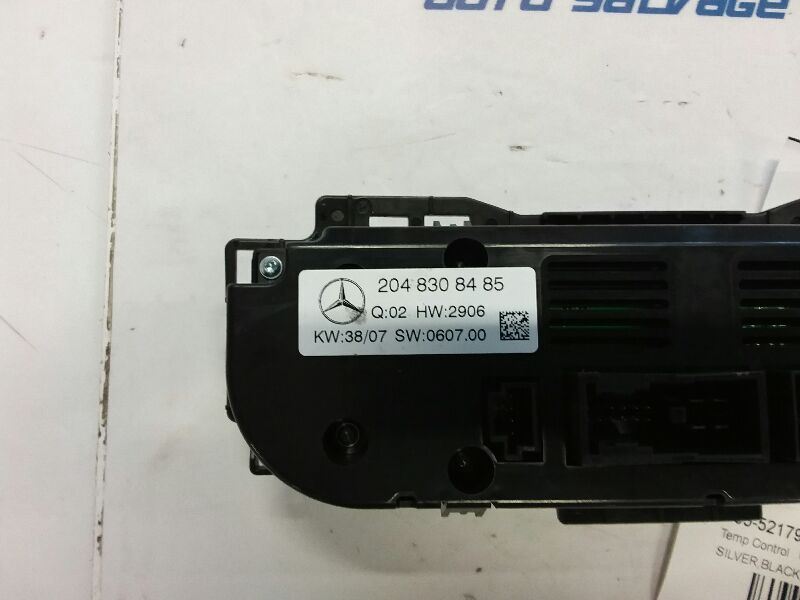 auto salvage
204 830 84 85
Q:02 HW:2906
KW:38/07 SW:0607.00
-52179
Temp Control
SILVER,BLACK